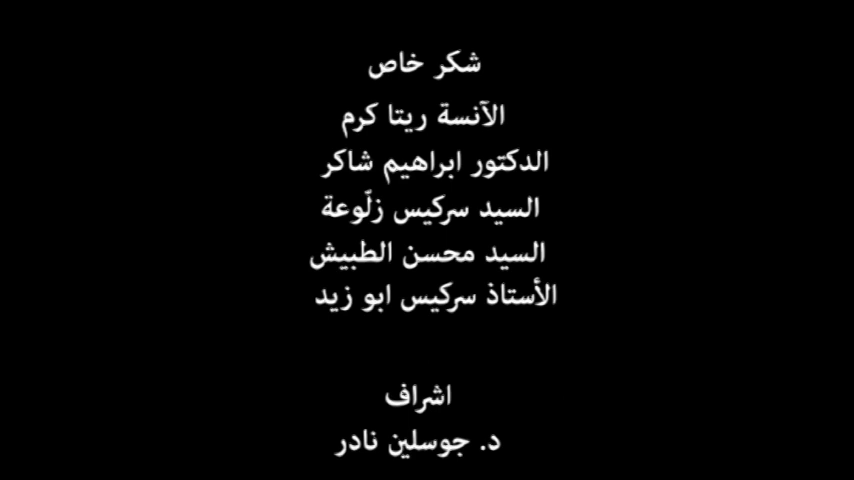 شكر خاص
الآنسة ريتا كرم
الدكتور ابراهيم شاكر
السيد سركيس زلّوعة
السيد محسن الطبيش
الأستاذ سركيس ابو زيد
اشراف
د. جوسلين نادر